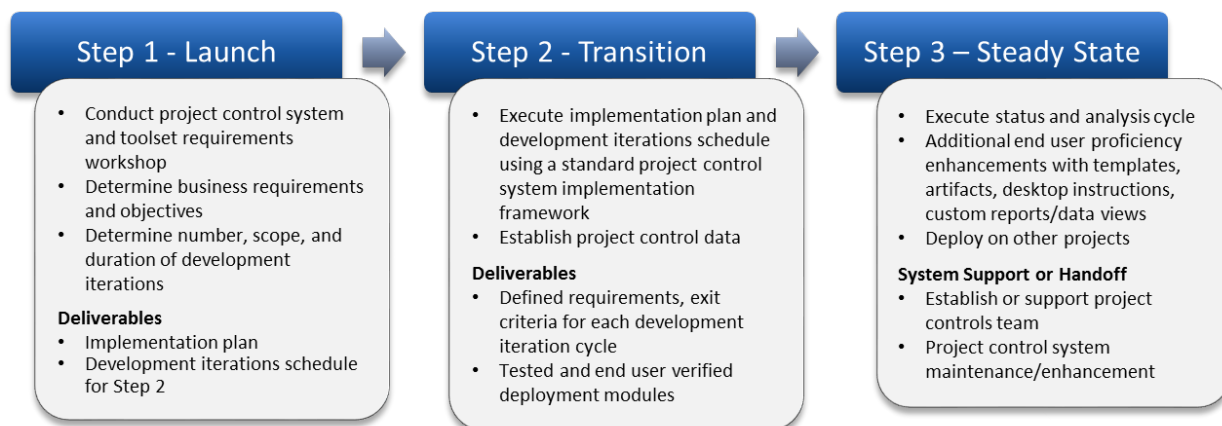 Step 1 - Launch
• Conduct project control system
and toolset requirements
workshop
• Determine business requirements
and objectives
• Determine number, scope, and
duration of development
iterations
Deliverables
• Implementation plan
• Development iterations schedule
for Step 2
Step 2 - Transition
• Execute implementation plan and
development iterations schedule
using a standard project control
system implementation
framework
• Establish project control data
Deliverables
• Defined requirements, exit
criteria for each development
iteration cycle
• Tested and end user verified
deployment modules
Step 3 – Steady State
• Execute status and analysis cycle
• Additional end user proficiency
enhancements with templates,
artifacts, desktop instructions,
custom reports/data views
• Deploy on other projects
System Support or Handoff
• Establish or support project
controls team
• Project control system
maintenance/enhancement